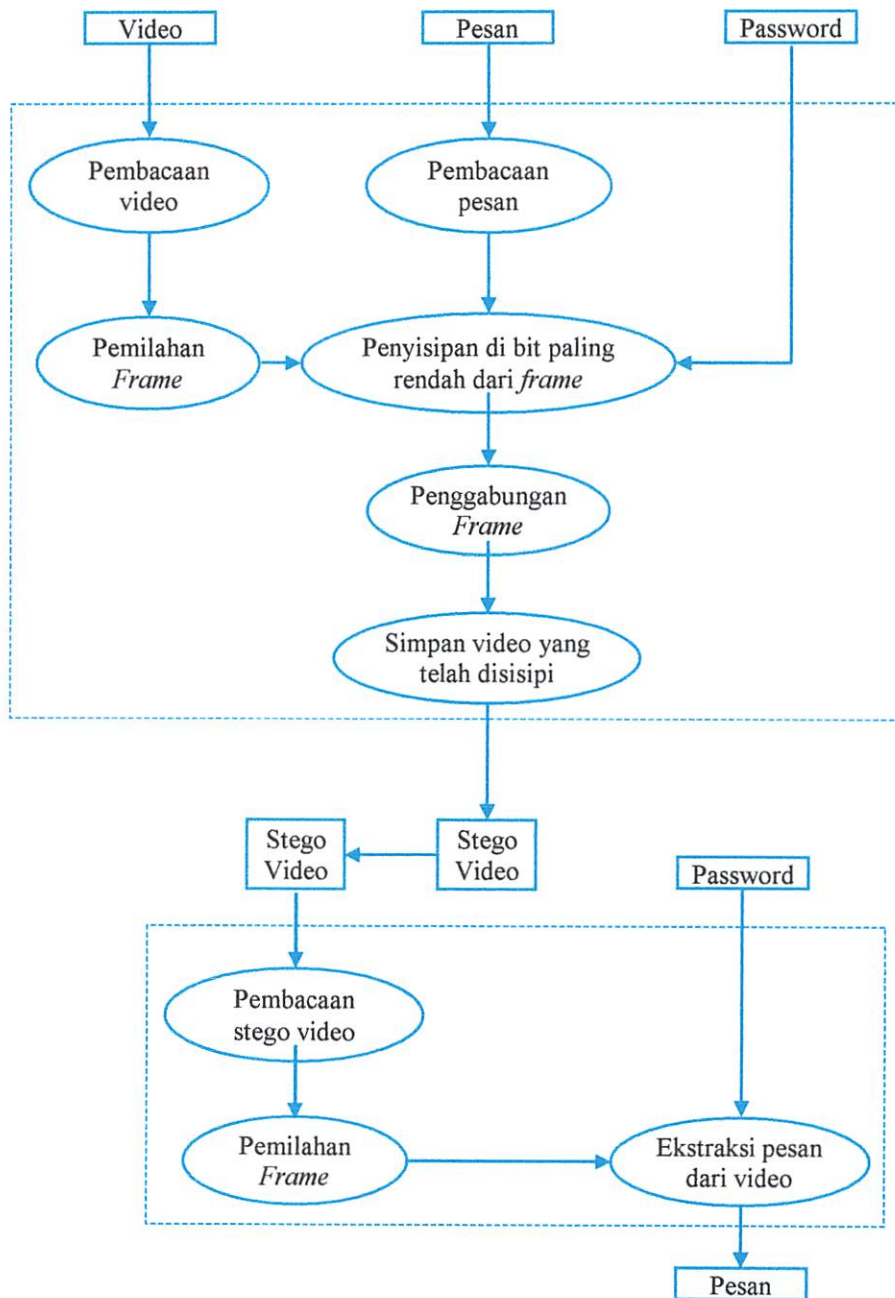 Video
Pesan
Password
Pembacaan
video
Pembacaan
pesan
Pemilahan
Frame
Penyisipan di bit paling
rendah dari frame
Penggabungan
Frame
Simpan video yang
telah disisipi
Stego
Video
Stego
Video
Password
Pembacaan
stego video
Pemilahan
Frame
Ekstraksi pesan
dari video
Pesan